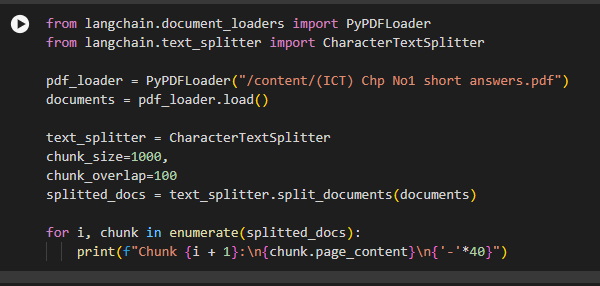 from langchain.document_loaders import PyPDFLoader
from langchain.text_splitter import CharacterTextSplitter
pdf_loader = PyPDFLoader("/content/(ICT) Chp No1 short answers.pdf")
documents = pdf_loader.load()
text_splitter = CharacterTextSplitter
chunk_size=1000,
chunk_overlap=100
splitted_docs = text_splitter.split_documents(documents)
for i, chunk in enumerate(splitted_docs):
    print(f"Chunk {i + 1}:\n{chunk.page_content}\n{'-'*40}")